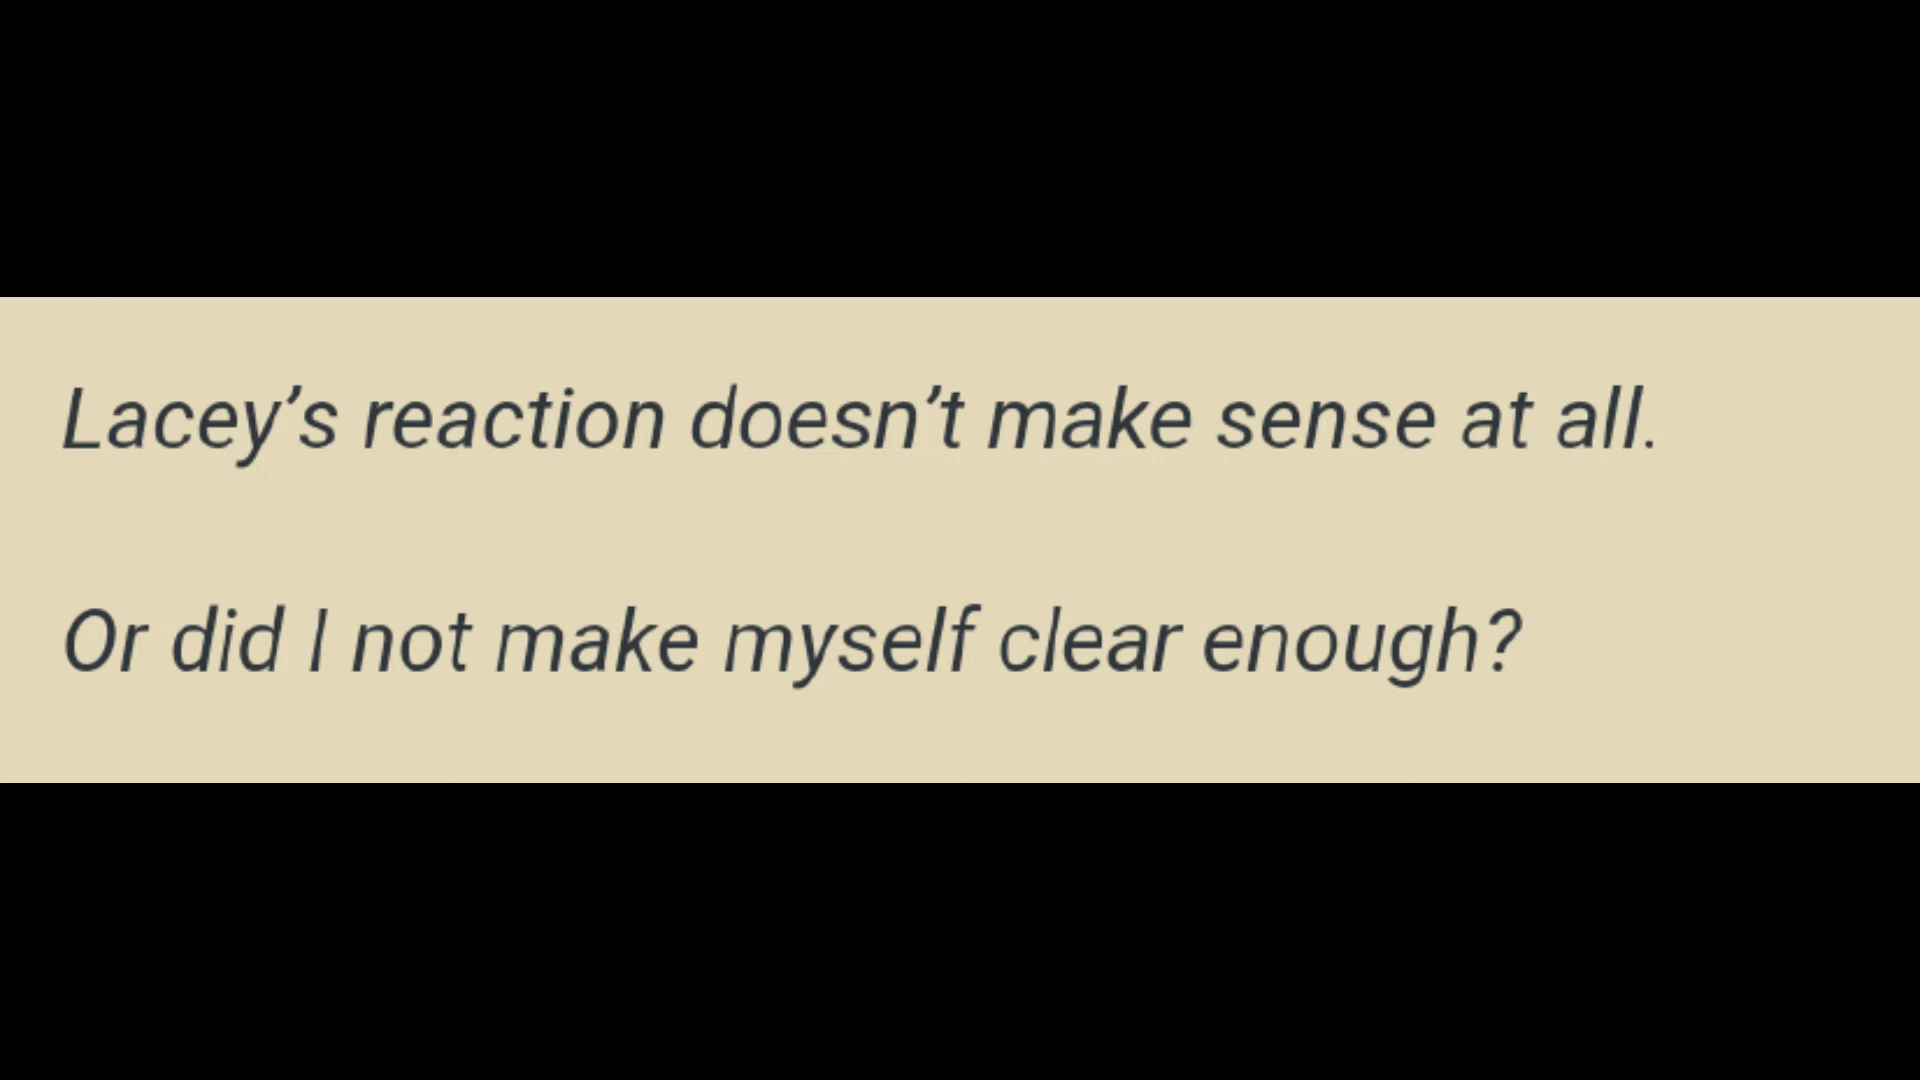 Lacey’s reaction doesn’t make sense at all.
Or did I not make myself clear enough?